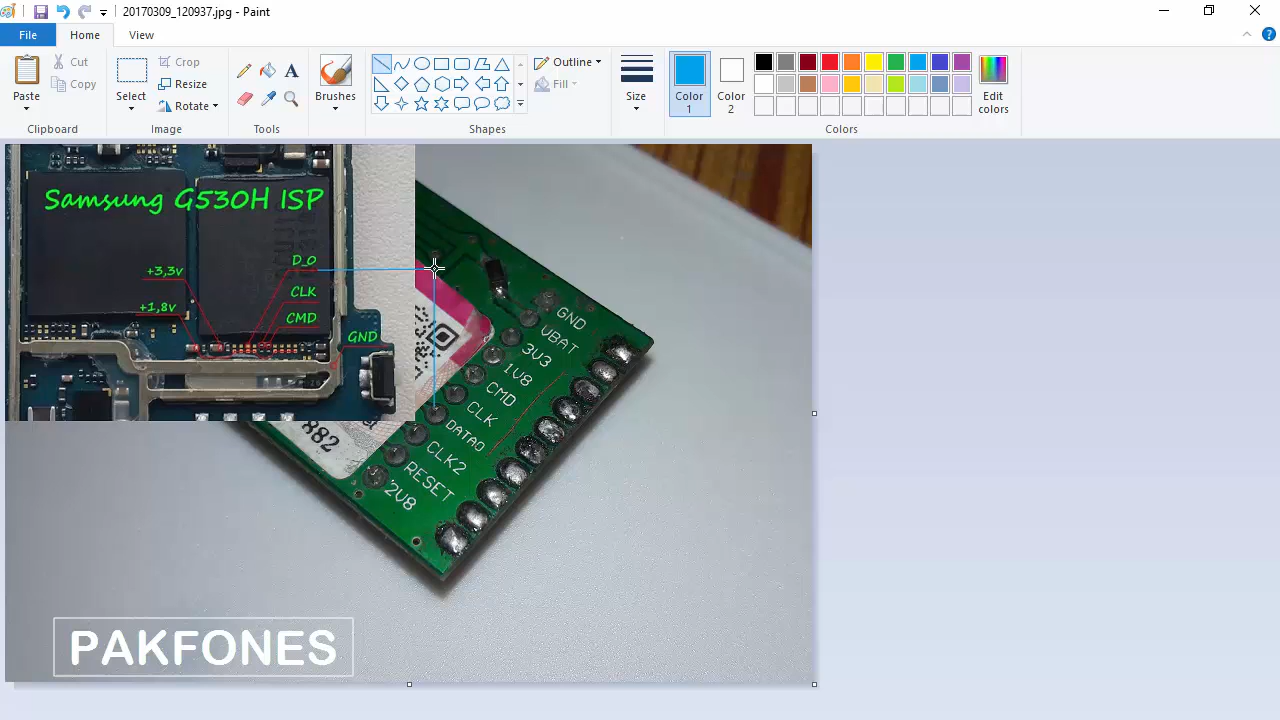 20170309_120937.jpg - Paint
File
Home
View
Paste
Cut
Copy
Clipboard
Select
Crop
Resize
Rotate
Image
Tools
Brushes
Shapes
Outline
Fill
Size
Color
1
Color
2
Edit
colors
Colors
Samsung G530H ISP
+3,3v
+1,8v
D_0
CLK
CMD
GND
GND
VBAT
3V3
1V8
CMD
CLK
DATA0
CLK2
RESET
2V8
882
PAKFONES